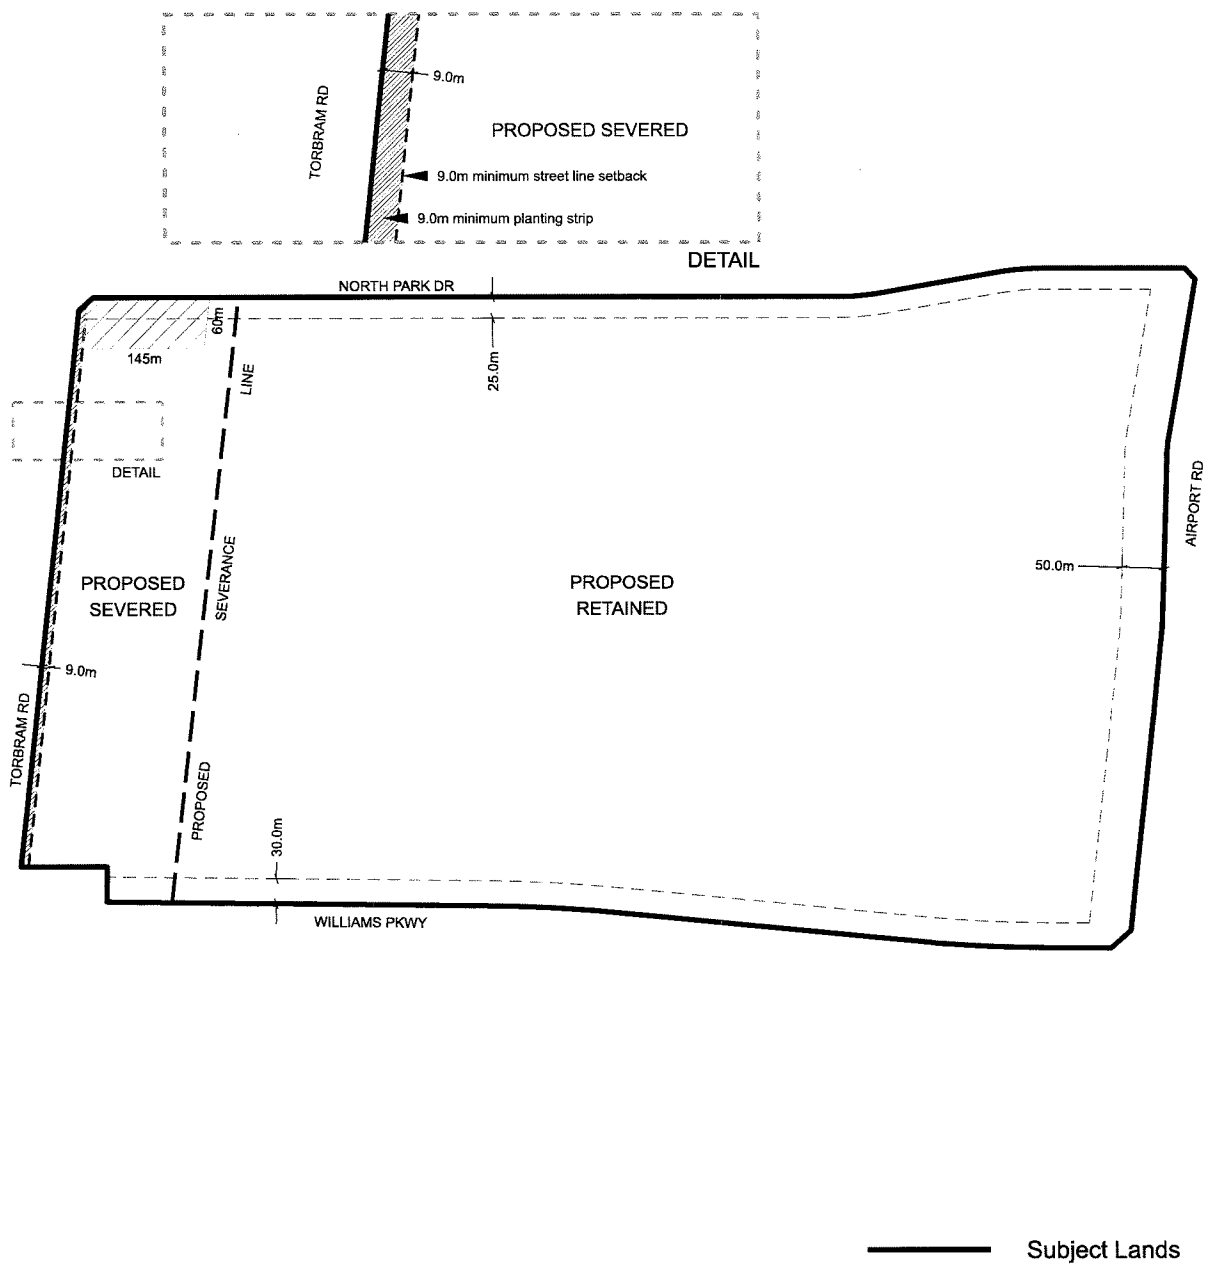 TORBRAM RD
9.0m
PROPOSED SEVERED
9.0m minimum street line setback
9.0m minimum planting strip
DETAIL
NORTH PARK DR
60m
145m
25.0m
LINE
DETAIL
SEVERANCE
PROPOSED
SEVERED
PROPOSED
RETAINED
50.0m
AIRPORT RD
9.0m
TORBRAM RD
PROPOSED
30.0m
WILLIAMS PKWY
Subject Lands